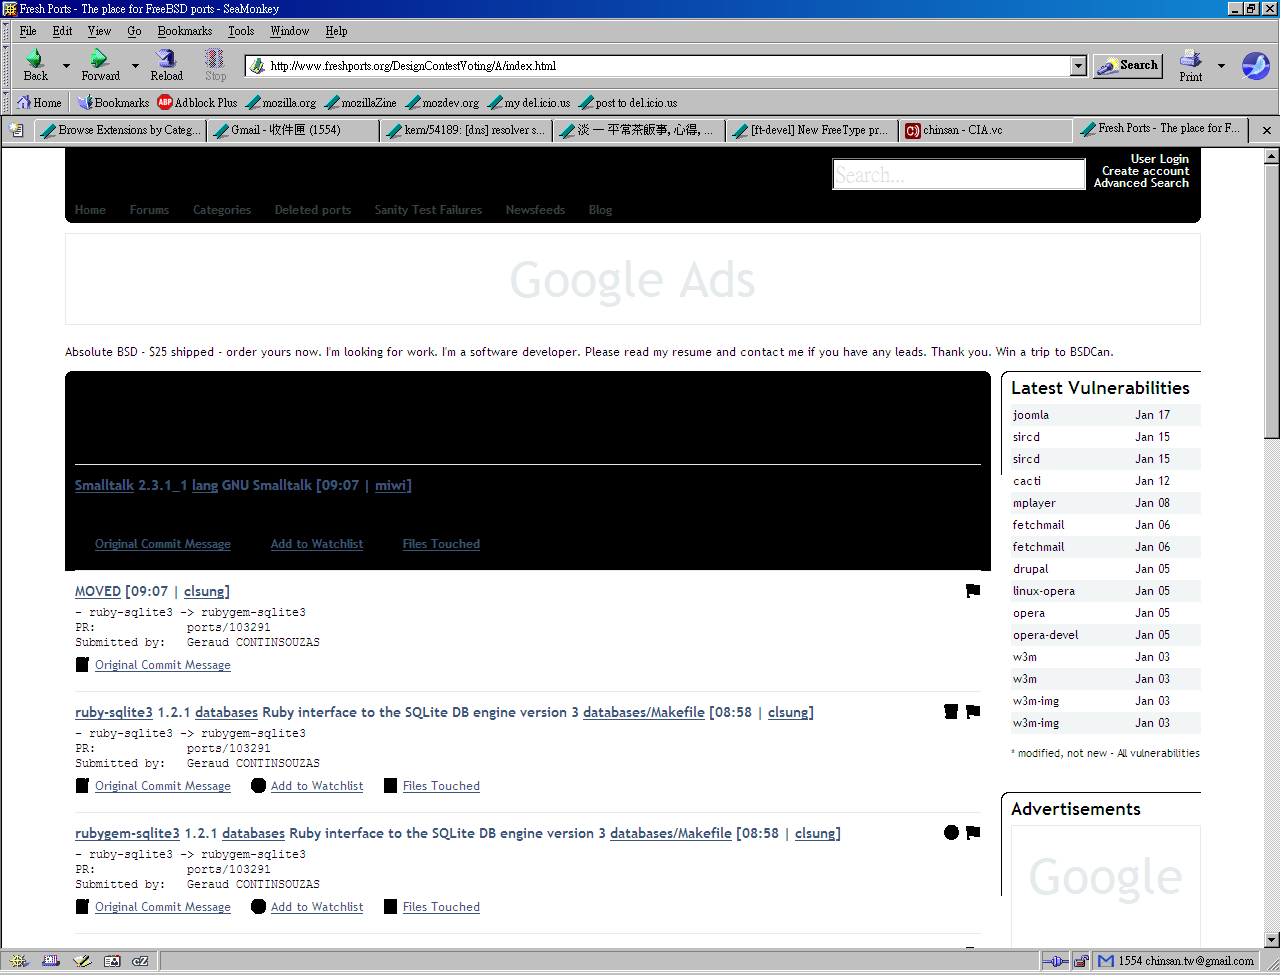 Fresh Ports - The place for FreeBSD ports - SeaMonkey
File Edit View Go Bookmarks Tools Window Help
Back Forward Reload Stop http://www.freshports.org/DesignContestVoting/A/index.html Search Print
Home Bookmarks Adblock Plus mozilla.org mozillaZine mozdev.org my del.icio.us post to del.icio.us
Browse Extensions by Categ... Gmail - 收件匣 (1554) kern/54189: [dns] resolver s... 淡 一 平常茶飯事, 心得, ... [ft-devel] New FreeType pr... chinsan - CIA.vc Fresh Ports - The place for F...
Search...
User Login
Create account
Advanced Search
Home Forums Categories Deleted ports Sanity Test Failures Newsfeeds Blog
Google Ads
Absolute BSD - $25 shipped - order yours now. I'm looking for work. I'm a software developer. Please read my resume and contact me if you have any leads. Thank you. Win a trip to BSDCan.
Smalltalk 2.3.1_1 lang GNU Smalltalk [09:07 | miwi]
Original Commit Message Add to Watchlist Files Touched
MOVED [09:07 | clsung]
- ruby-sqlite3 -> rubygem-sqlite3
PR: ports/103291
Submitted by: Geraud CONTINSOUZAS
Original Commit Message
ruby-sqlite3 1.2.1 databases Ruby interface to the SQLite DB engine version 3 databases/Makefile [08:58 | clsung]
- ruby-sqlite3 -> rubygem-sqlite3
PR: ports/103291
Submitted by: Geraud CONTINSOUZAS
Original Commit Message Add to Watchlist Files Touched
rubygem-sqlite3 1.2.1 databases Ruby interface to the SQLite DB engine version 3 databases/Makefile [08:58 | clsung]
- ruby-sqlite3 -> rubygem-sqlite3
PR: ports/103291
Submitted by: Geraud CONTINSOUZAS
Original Commit Message Add to Watchlist Files Touched
Latest Vulnerabilities
joomla Jan 17
sircd Jan 15
sircd Jan 15
cacti Jan 12
mplayer Jan 08
fetchmail Jan 06
fetchmail Jan 06
drupal Jan 05
linux-opera Jan 05
opera Jan 05
opera-devel Jan 05
w3m Jan 03
w3m Jan 03
w3m-img Jan 03
w3m-img Jan 03
* modified, not new - All vulnerabilities
Advertisements
Google
cZ
1554 chinsan.tw@gmail.com